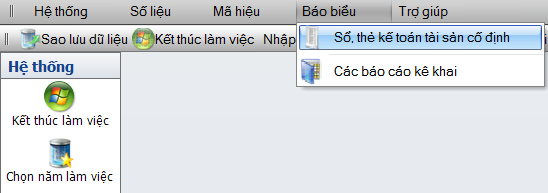 Hệ thống Số liệu Mã hiệu Báo biểu Trợ giúp
Sao lưu dữ liệu Kết thúc làm việc Nhập
Sổ, thẻ kế toán tài sản cố định
Các báo cáo kê khai
Hệ thống
Kết thúc làm việc
Chọn năm làm việc